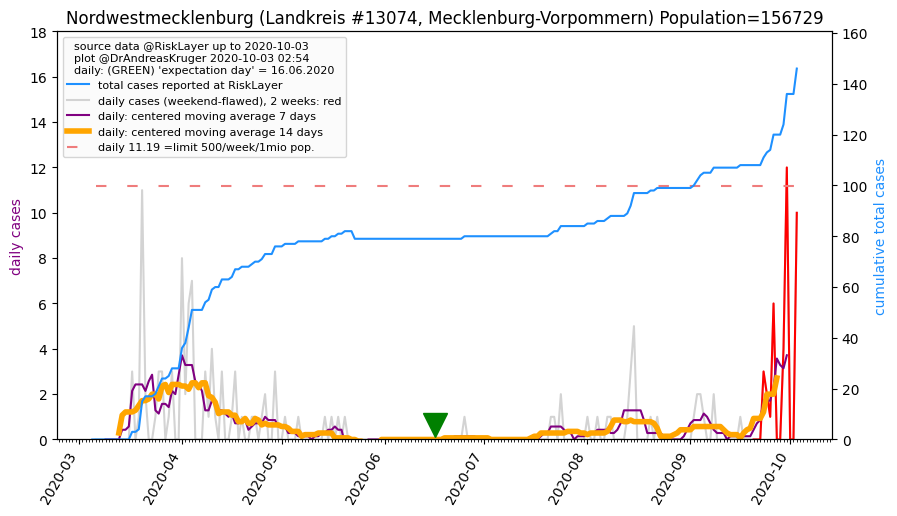 Nordwestmecklenburg (Landkreis #13074, Mecklenburg-Vorpommern) Population=156729
source data @RiskLayer up to 2020-10-03
plot @DrAndreasKruger 2020-10-03 02:54
daily: (GREEN) 'expectation day' = 16.06.2020
total cases reported at RiskLayer
daily cases (weekend-flawed), 2 weeks: red
daily: centered moving average 7 days
daily: centered moving average 14 days
daily 11.19 =limit 500/week/1mio pop.
daily cases
18
16
14
12
10
8
6
4
2
0
cumulative total cases
160
140
120
100
80
60
40
20
0
2020-03
2020-04
2020-05
2020-06
2020-07
2020-08
2020-09
2020-10